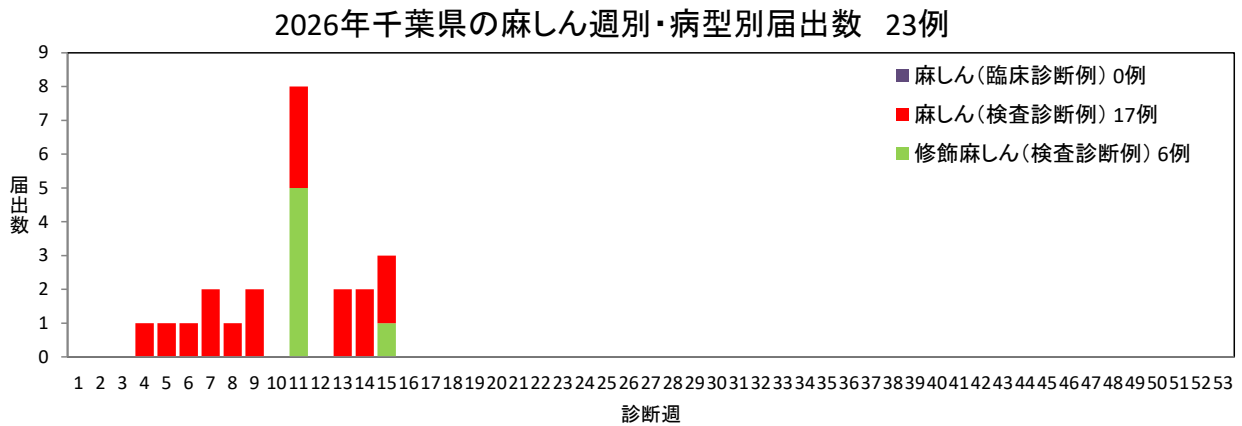 2026年千葉県の麻しん週別・病型別届出数 23例
麻しん（臨床診断例） 0例
麻しん（検査診断例） 17例
修飾麻しん（検査診断例） 6例
届出数
9
8
7
6
5
4
3
2
1
0
1 2 3 4 5 6 7 8 9 10 11 12 13 14 15 16 17 18 19 20 21 22 23 24 25 26 27 28 29 30 31 32 33 34 35 36 37 38 39 40 41 42 43 44 45 46 47 48 49 50 51 52 53
診断週